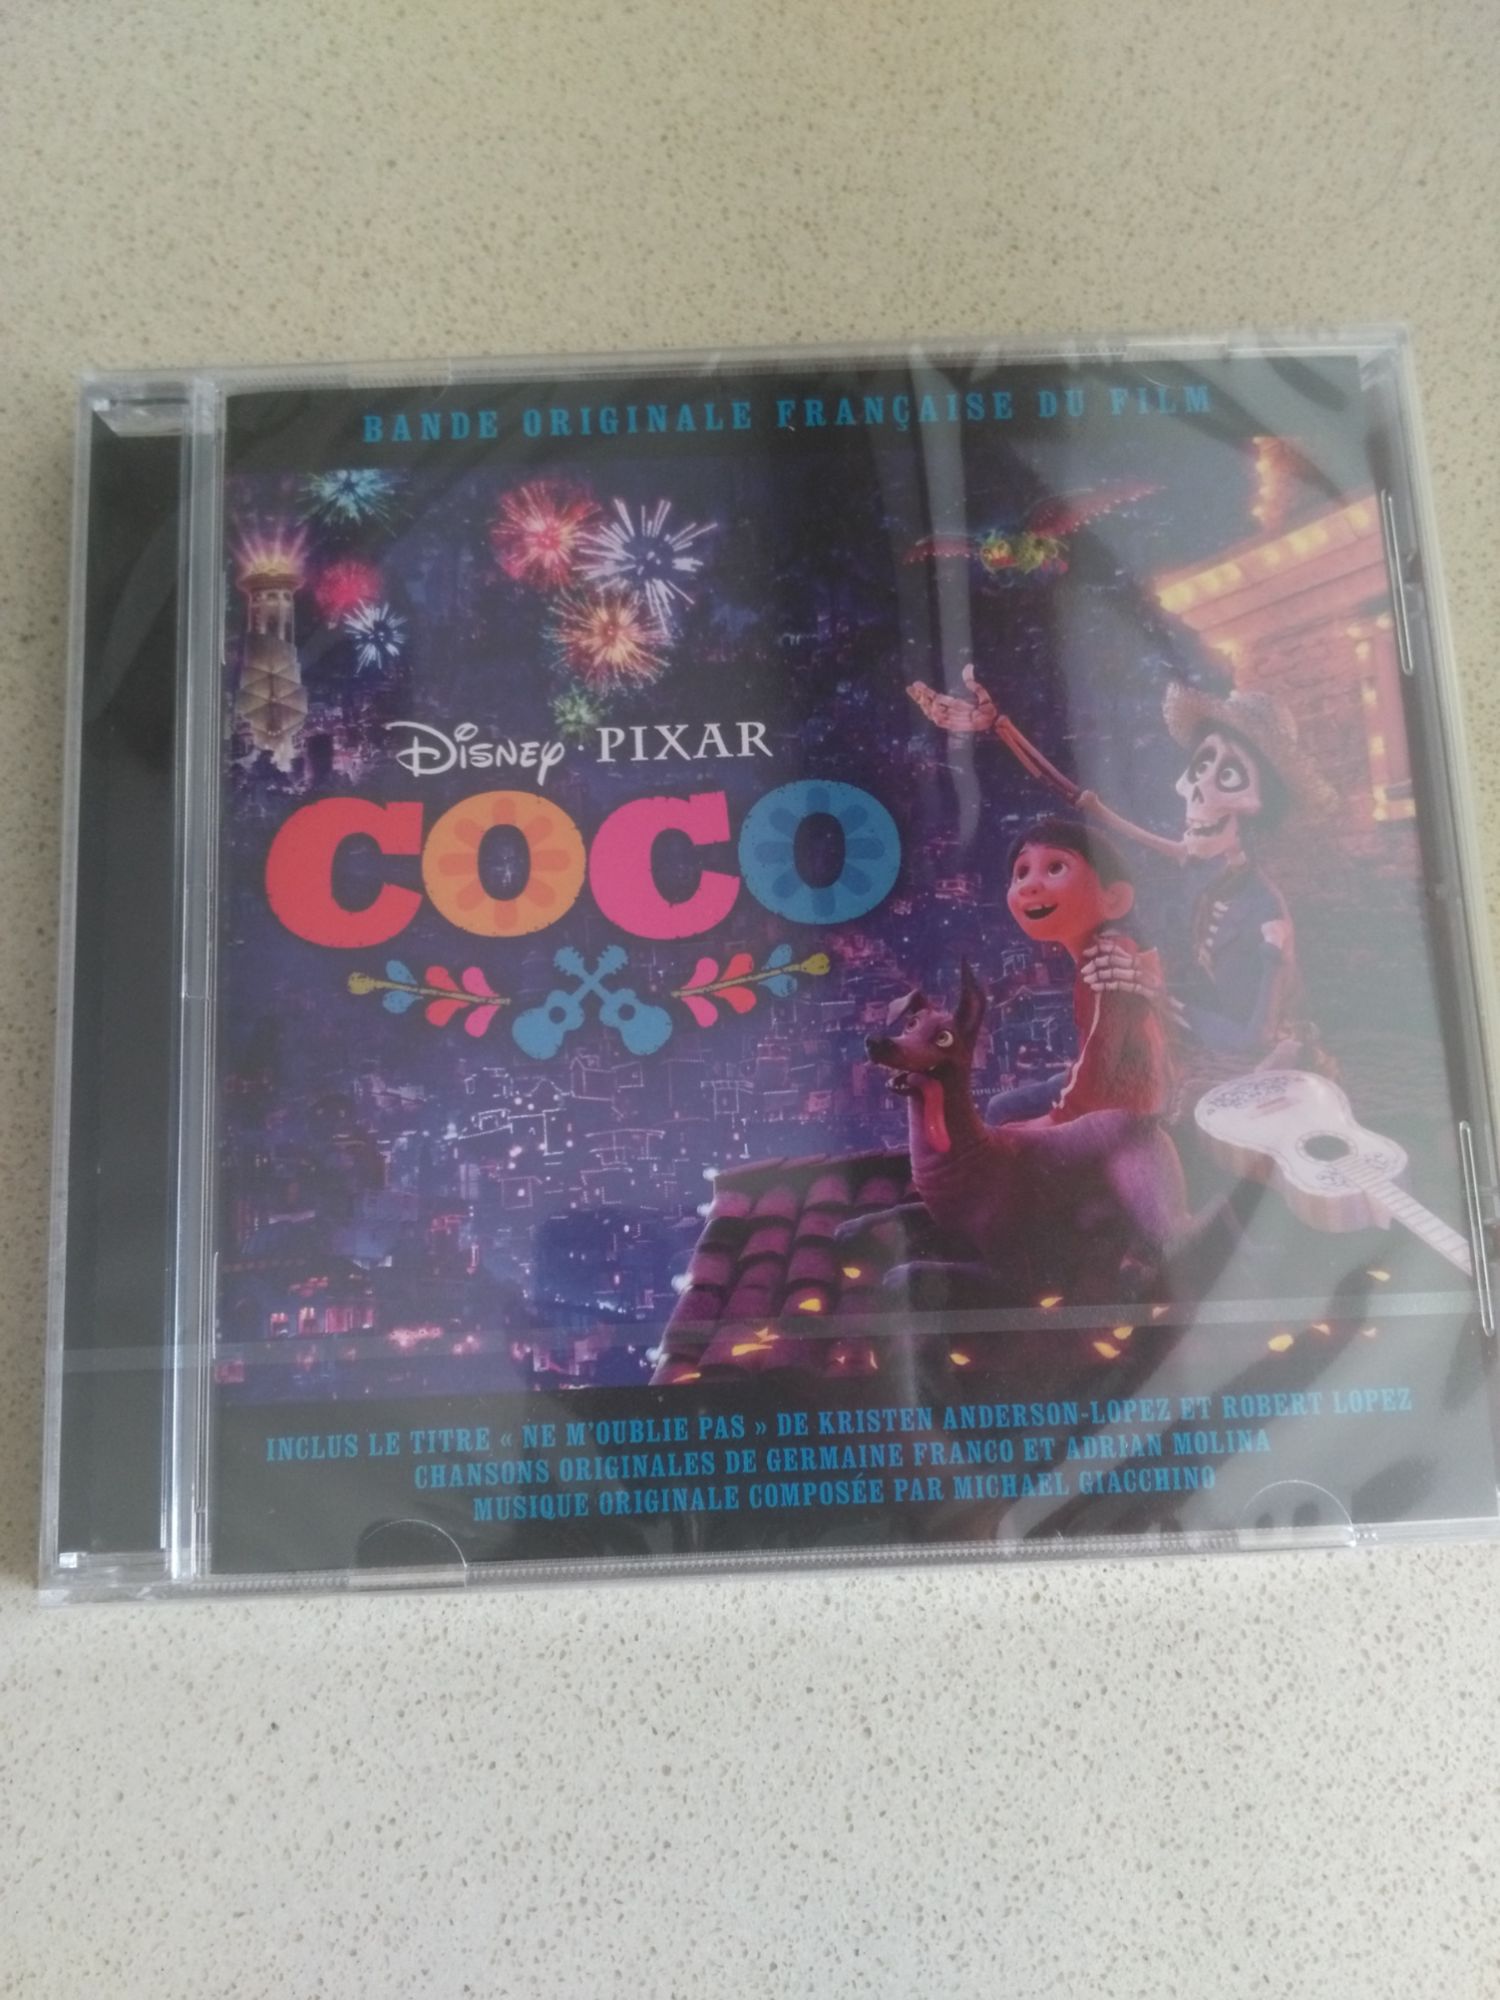 BANDE ORIGINALE FRANÇAISE DU FILM
DISNEY · PIXAR
COCO
INCLUS LE TITRE « NE M'OUBLIE PAS » DE KRISTEN ANDERSON-LOPEZ ET ROBERT LOPEZ
CHANSONS ORIGINALES DE GERMAINE FRANCO ET ADRIAN MOLINA
MUSIQUE ORIGINALE COMPOSÉE PAR MICHAEL GIACCHINO